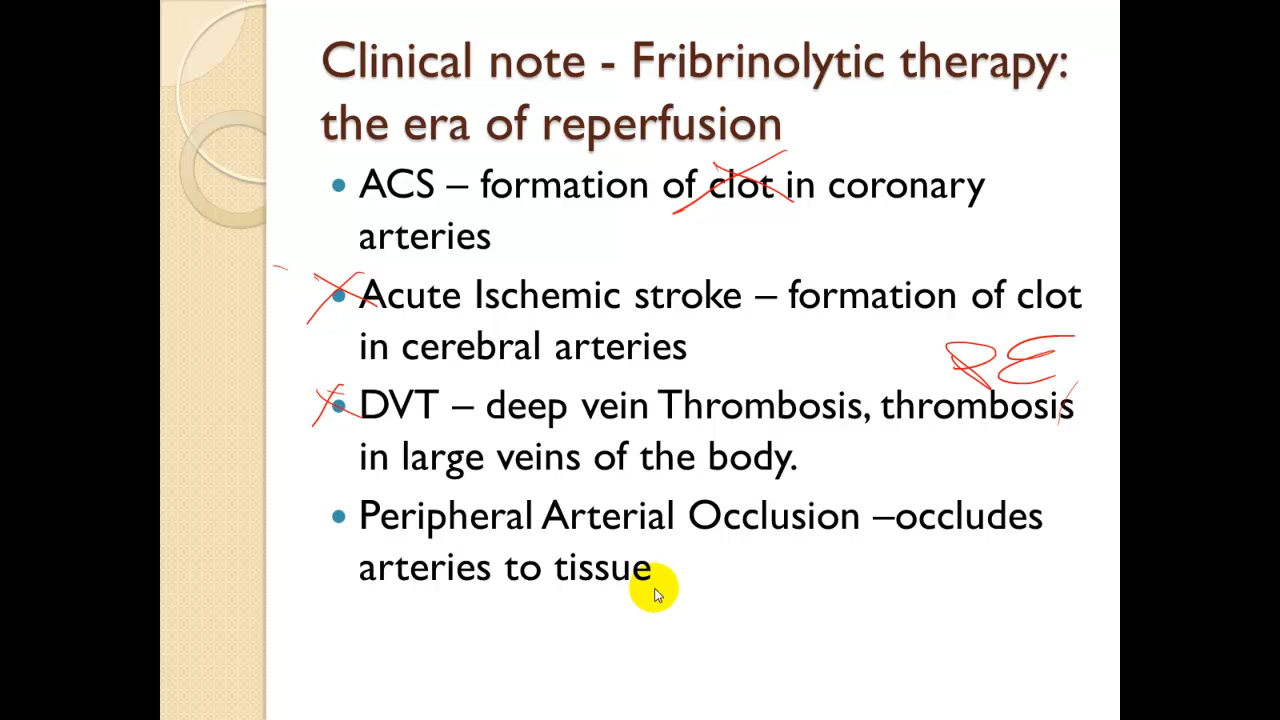 Clinical note - Fribrinolytic therapy:
the era of reperfusion
• ACS – formation of clot in coronary
arteries
• Acute Ischemic stroke – formation of clot
in cerebral arteries
PE
• DVT – deep vein Thrombosis, thrombosis
in large veins of the body.
• Peripheral Arterial Occlusion –occludes
arteries to tissue